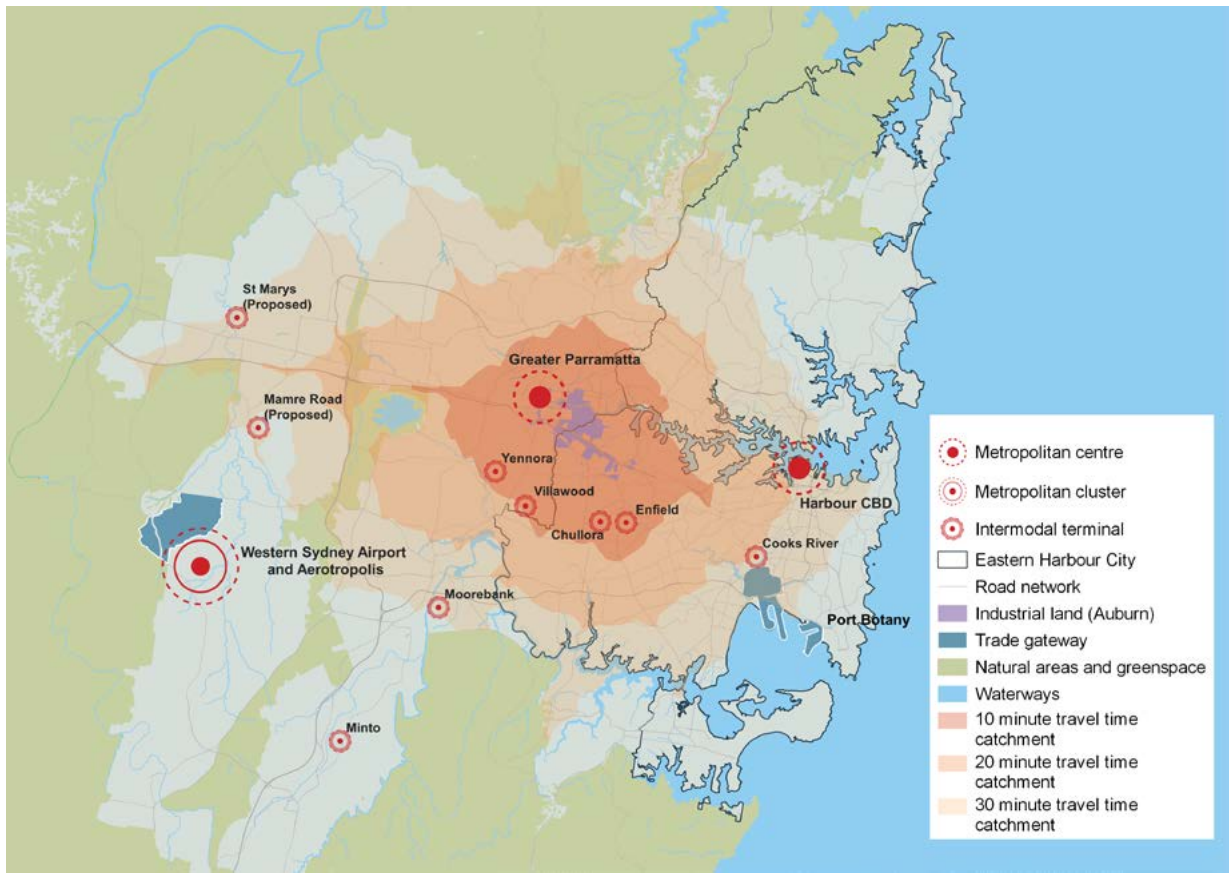 St Marys
(Proposed)
Greater Parramatta
Mamre Road
(Proposed)
Yennora
Villawood
Chullora
Enfield
Harbour CBD
Cooks River
Western Sydney Airport
and Aerotropolis
Moorebank
Port Botany
Minto
Metropolitan centre
Metropolitan cluster
Intermodal terminal
Eastern Harbour City
Road network
Industrial land (Auburn)
Trade gateway
Natural areas and greenspace
Waterways
10 minute travel time
catchment
20 minute travel time
catchment
30 minute travel time
catchment